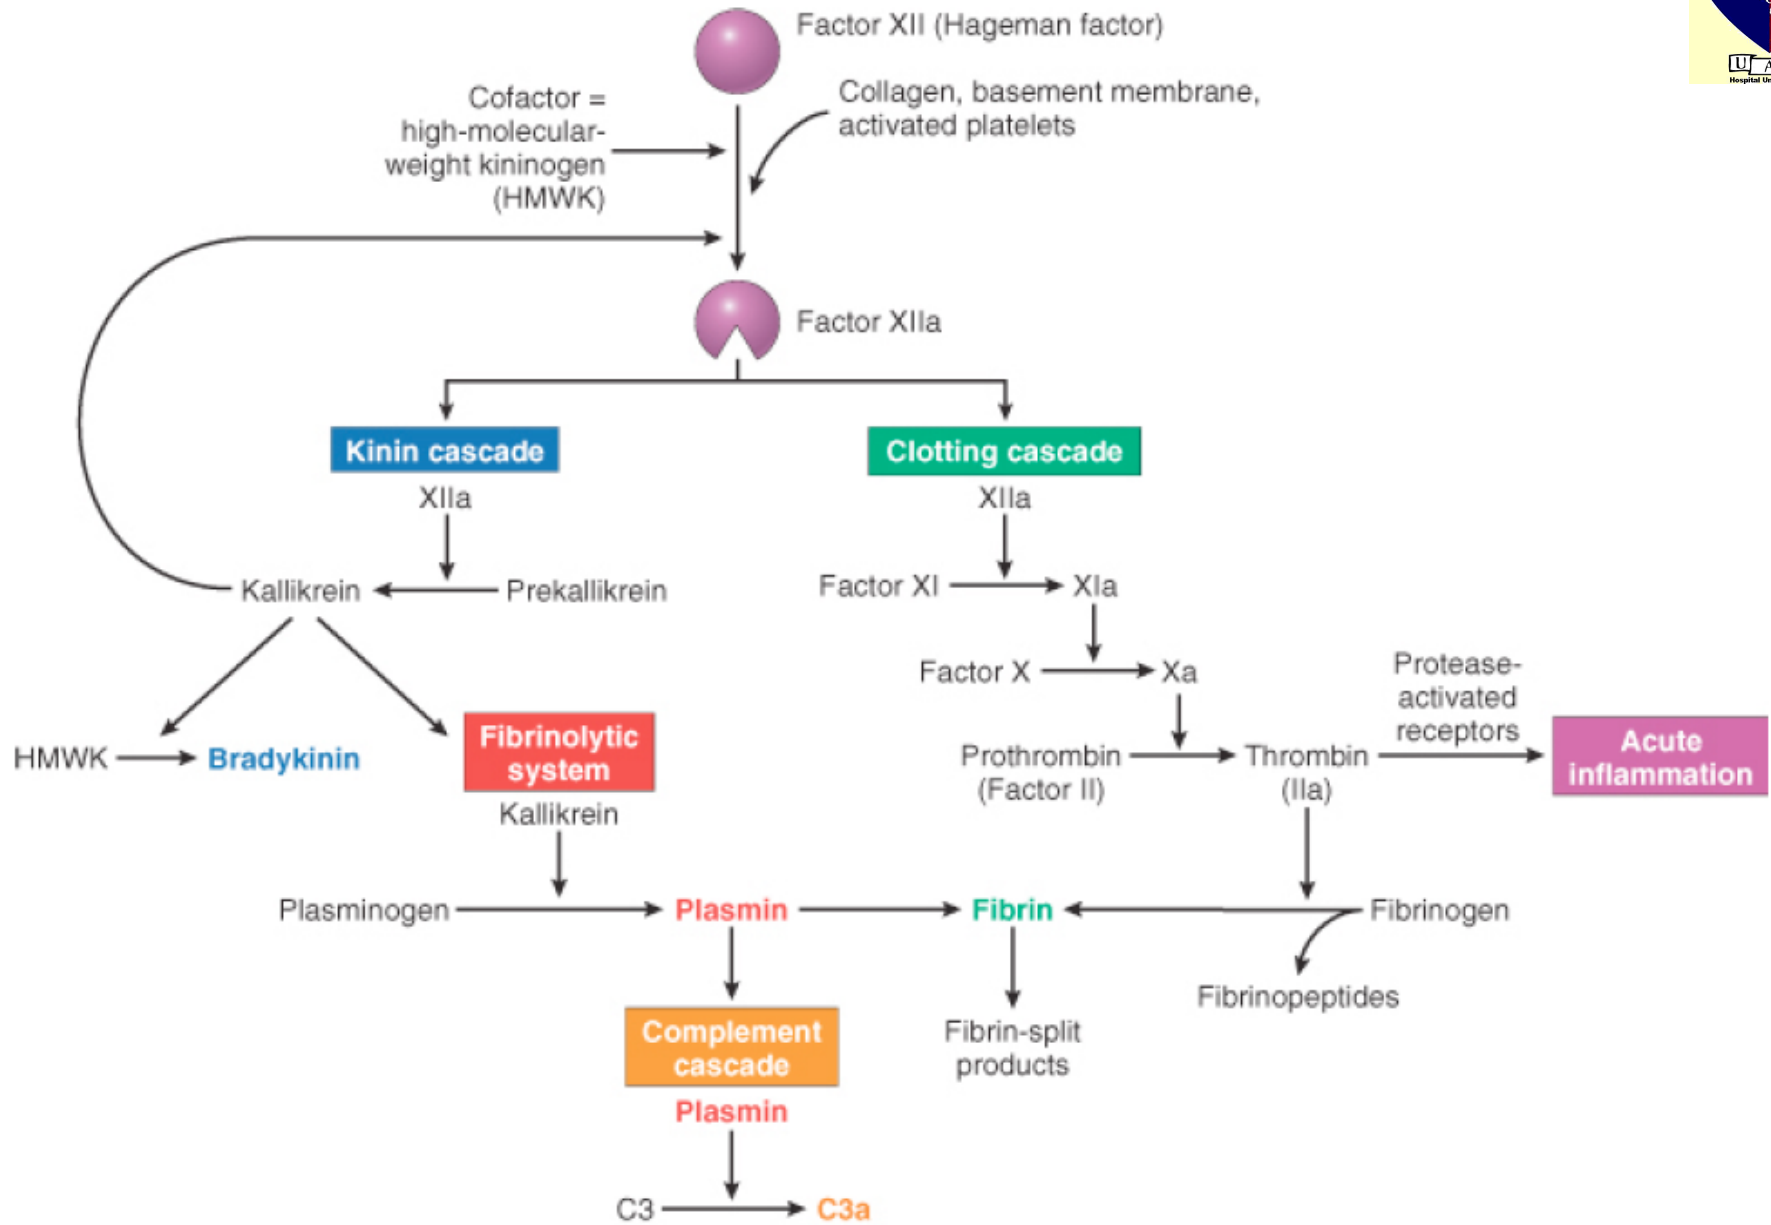 Factor XII (Hageman factor)
Cofactor =
high-molecular-
weight kininogen
(HMWK)
Collagen, basement membrane,
activated platelets
Factor XIIa
Kinin cascade
XIIa
Kallikrein
Prekallikrein
HMWK
Bradykinin
Fibrinolytic
system
Kallikrein
Clotting cascade
XIIa
Factor XI
XIa
Factor X
Xa
Prothrombin
(Factor II)
Thrombin
(IIa)
Protease-
activated
receptors
Acute
inflammation
Plasminogen
Plasmin
Fibrin
Fibrinogen
Fibrinopeptides
Fibrin-split
products
Complement
cascade
Plasmin
C3
C3a
U
Hospital